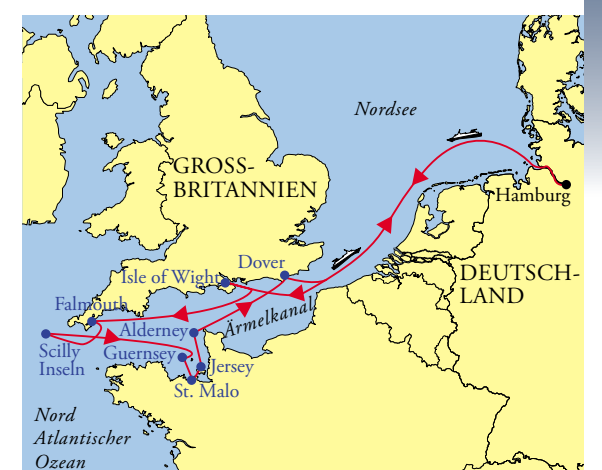 Nordsee
GROSS-
BRITANNIEN
Hamburg
Dover
Isle of Wight
DEUTSCH-
LAND
Falmouth
Alderney
Ärmelkanal
Scilly
Inseln
Guernsey
Jersey
St. Malo
Nord
Atlantischer
Ozean